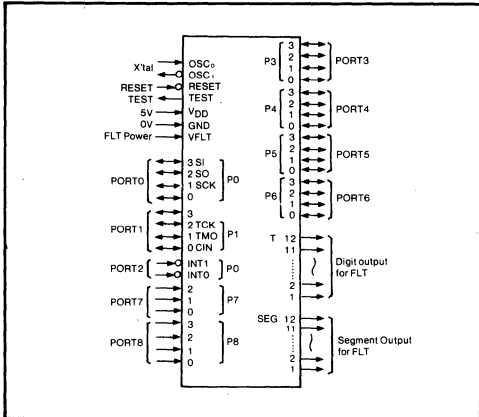 X'tal
OSC0
OSC1
RESET RESET
TEST TEST
5V VDD
0V GND
FLT Power VFLT
PORT0 3 SI P0
2 SO
1 SCK
0
PORT1 3 P1
2 TCK
1 TMO
0 CIN
PORT2 INT1 P0
INT0
PORT7 2 P7
1
0
PORT8 3 P8
2
1
0
P3 3 PORT3
2
1
0
P4 3 PORT4
2
1
0
P5 3 PORT5
2
1
0
P6 3 PORT6
2
1
0
T 12
11
Digit output
for FLT
2
1
SEG 12
11
Segment Output
for FLT
2
1